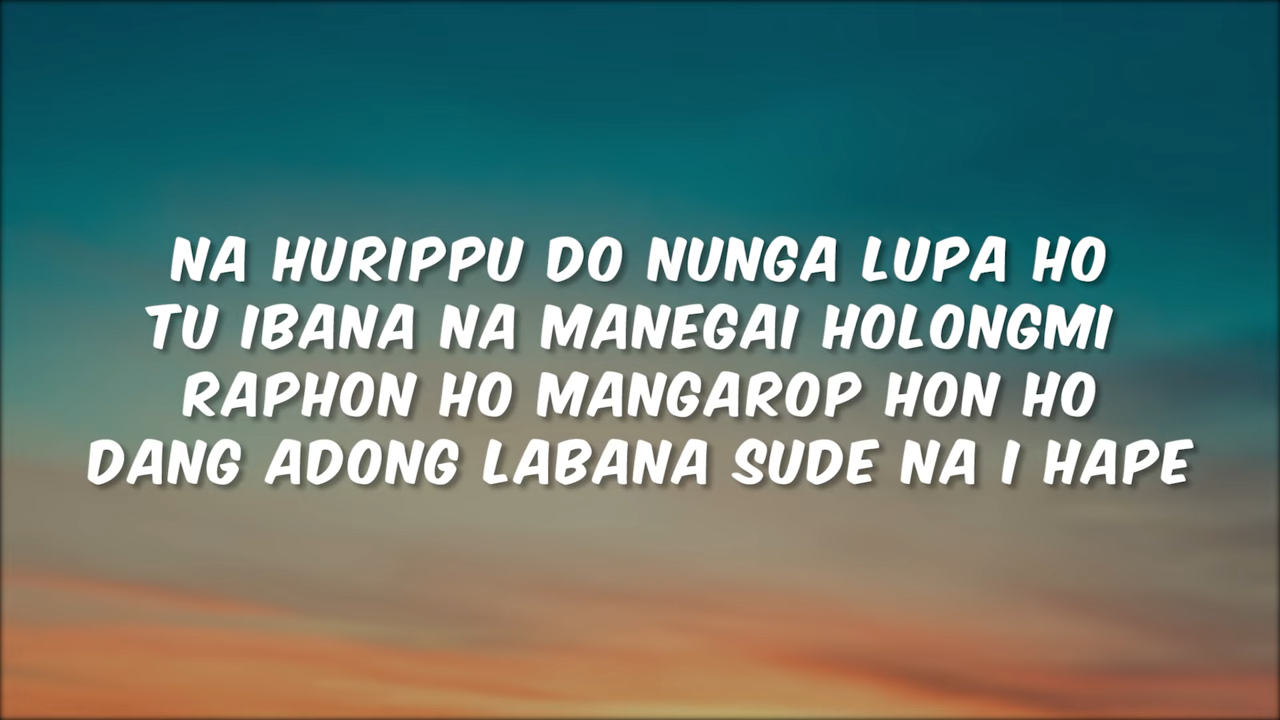 NA HURIPPU DO NUNGA LUPA HO
TU IBANA NA MANEGAI HOLONGMI
RAPHON HO MANGAROP HON HO
DANG ADONG LABANA SUDE NA I HAPE